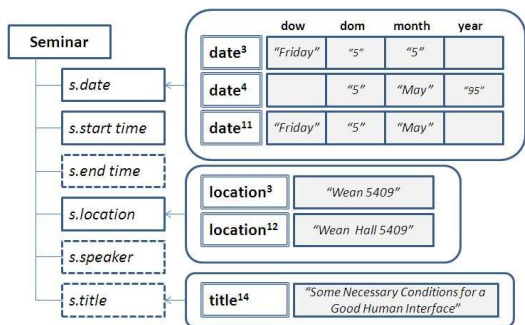 dow dom month year
Seminar
date³ "Friday" "5" "5"
s.date
date⁴ "5" "May" "95"
s.start time
date¹¹ "Friday" "5" "May"
s.end time
location³ "Wean 5409"
s.location
location¹² "Wean Hall 5409"
s.speaker
s.title
title¹⁴ "Some Necessary Conditions for a
Good Human Interface"